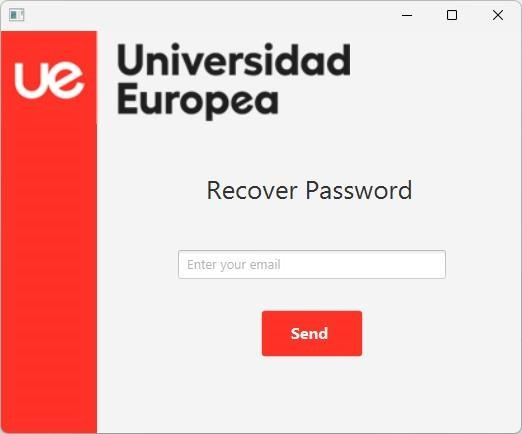 ue
Universidad
Europea
Recover Password
Enter your email
Send